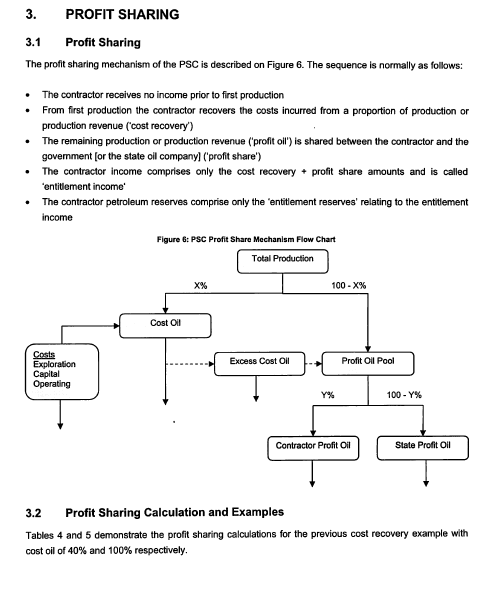 3. PROFIT SHARING
3.1 Profit Sharing
The profit sharing mechanism of the PSC is described on Figure 6. The sequence is normally as follows:
• The contractor receives no income prior to first production
• From first production the contractor recovers the costs incurred from a proportion of production or
production revenue ('cost recovery')
• The remaining production or production revenue ('profit oil') is shared between the contractor and the
government [or the state oil company] ('profit share')
• The contractor income comprises only the cost recovery + profit share amounts and is called
'entitlement income'
• The contractor petroleum reserves comprise only the 'entitlement reserves' relating to the entitlement
income
Figure 6: PSC Profit Share Mechanism Flow Chart
Total Production
X%
100 - X%
Cost Oil
Costs
Exploration
Capital
Operating
Excess Cost Oil
Profit Oil Pool
Y%
100 - Y%
Contractor Profit Oil
State Profit Oil
3.2 Profit Sharing Calculation and Examples
Tables 4 and 5 demonstrate the profit sharing calculations for the previous cost recovery example with
cost oil of 40% and 100% respectively.